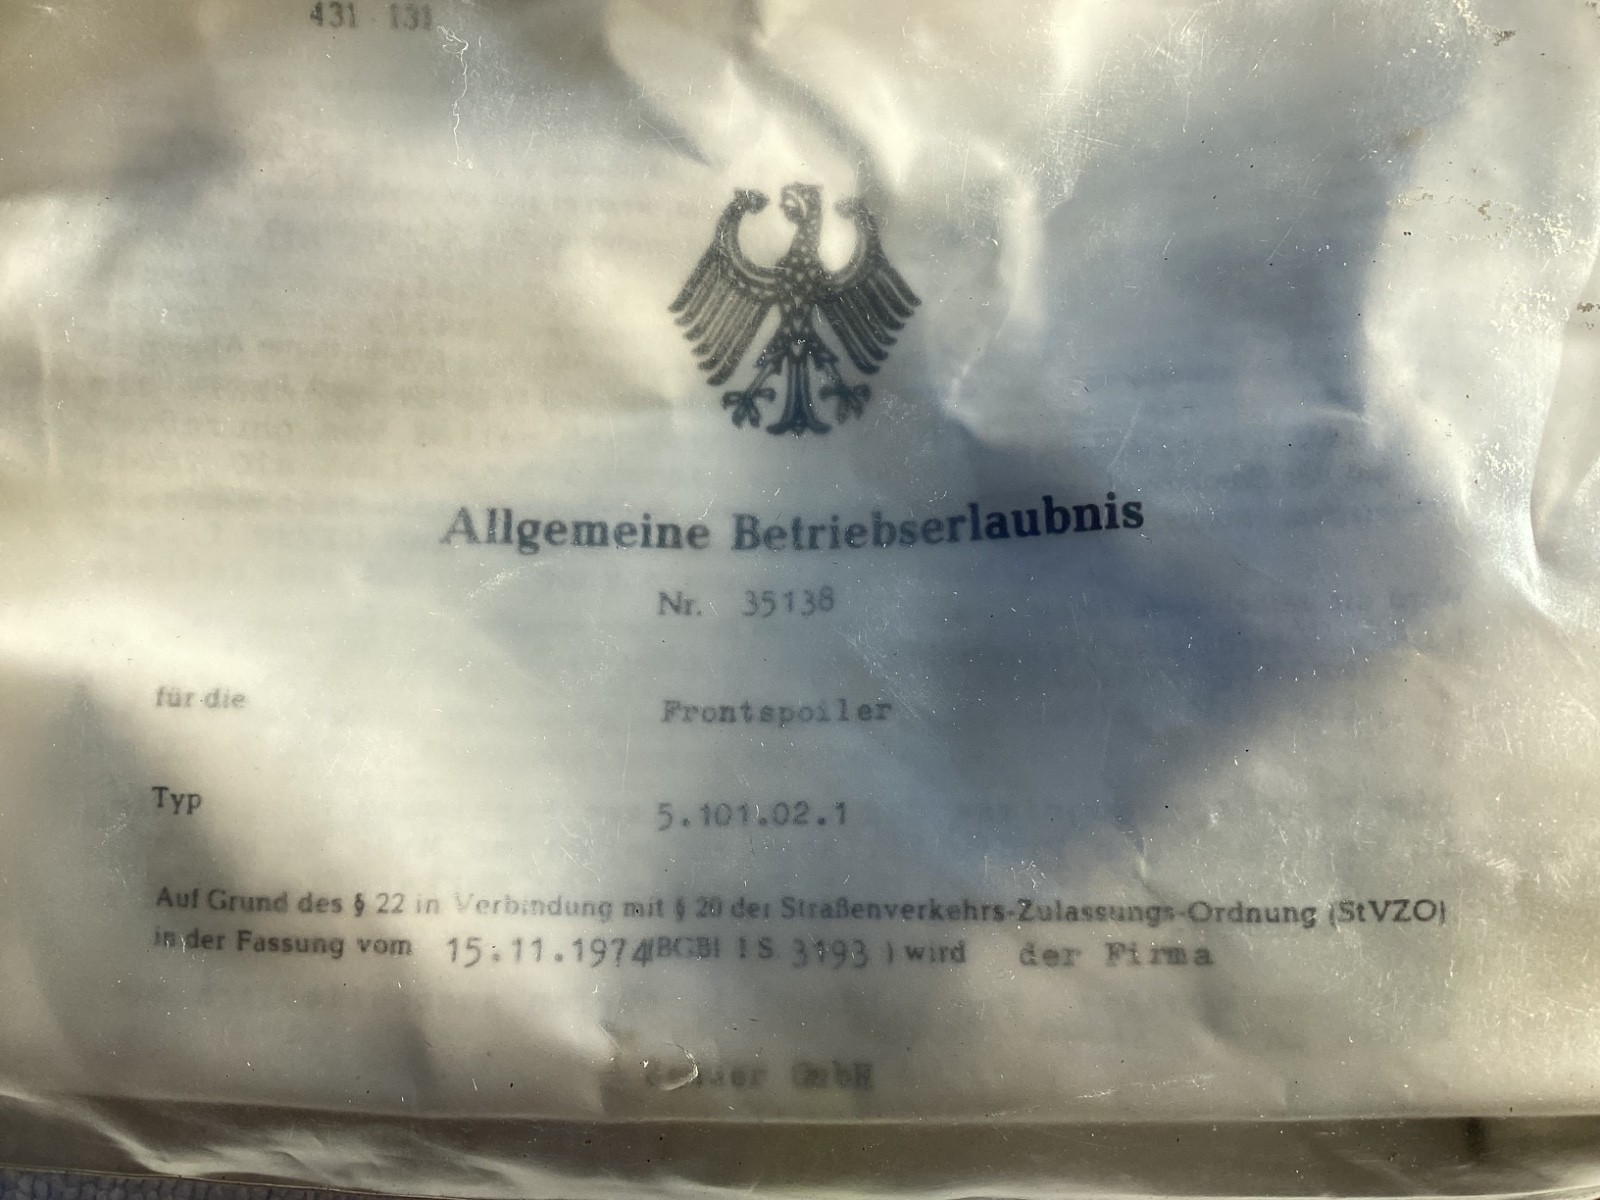 431 131
Allgemeine Betriebserlaubnis
Nr. 35138
für die Frontspoiler
Typ 5.101.02.1
Auf Grund des § 22 in Verbindung mit § 20 der Straßenverkehrs-Zulassungs-Ordnung (StVZO)
in der Fassung vom 15.11.1974 (BGBl I S 3193 ) wird der Firma
GmbH